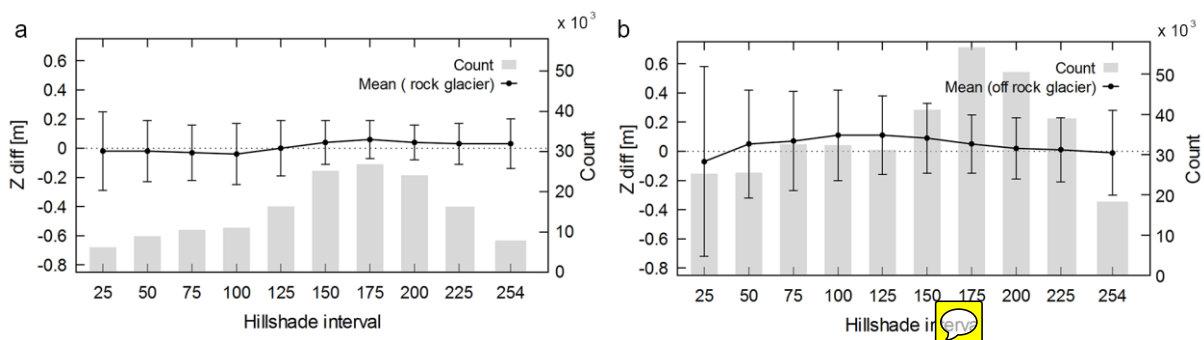 a
x 10³
Z diff [m]
0.6
0.4
0.2
0
-0.2
-0.4
-0.6
-0.8
Count
Mean ( rock glacier)
50
40
30
20
10
0
Count
25 50 75 100 125 150 175 200 225 254
Hillshade interval
b
x 10³
Z diff [m]
0.6
0.4
0.2
0
-0.2
-0.4
-0.6
-0.8
Count
Mean (off rock glacier)
50
40
30
20
10
0
Count
25 50 75 100 125 150 175 200 225 254
Hillshade interval